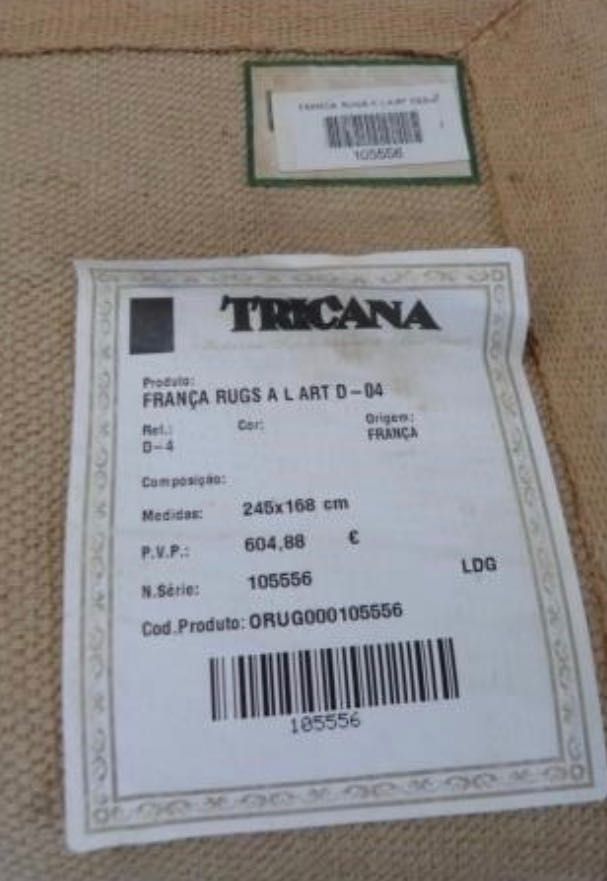 FRANÇA RUGS A L ART
105556
TRICANA
Produto:
FRANÇA RUGS A L ART D-04
Ref.: Cor: Origem:
D-4 FRANÇA
Composição:
Medidas: 245x168 cm
P.V.P.: 604,88 €
LDG
N.Série: 105556
Cod.Produto: ORUG000105556
105556